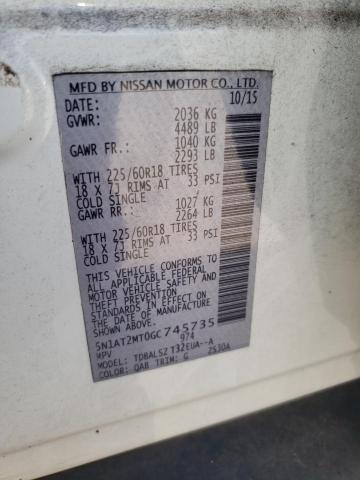 MFD BY NISSAN MOTOR CO., LTD.
DATE: 10/15
GVWR: 2036 KG
4489 LB
GAWR FR.: 1040 KG
2293 LB
WITH 225/60R18 TIRES
18 X 7J RIMS AT 33 PSI
COLD SINGLE
GAWR RR.: 1027 KG
2264 LB
WITH 225/60R18 TIRES
18 X 7J RIMS AT 33 PSI
COLD SINGLE
THIS VEHICLE CONFORMS TO
ALL APPLICABLE FEDERAL
MOTOR VEHICLE SAFETY AND
THEFT PREVENTION
STANDARDS IN EFFECT ON
THE DATE OF MANUFACTURE
SHOWN ABOVE.
5N1AT2MT0GC745735
MPV 974
MODEL: TDBALSZ T32EUA--A
COLOR: QAB TRIM: G 2530A